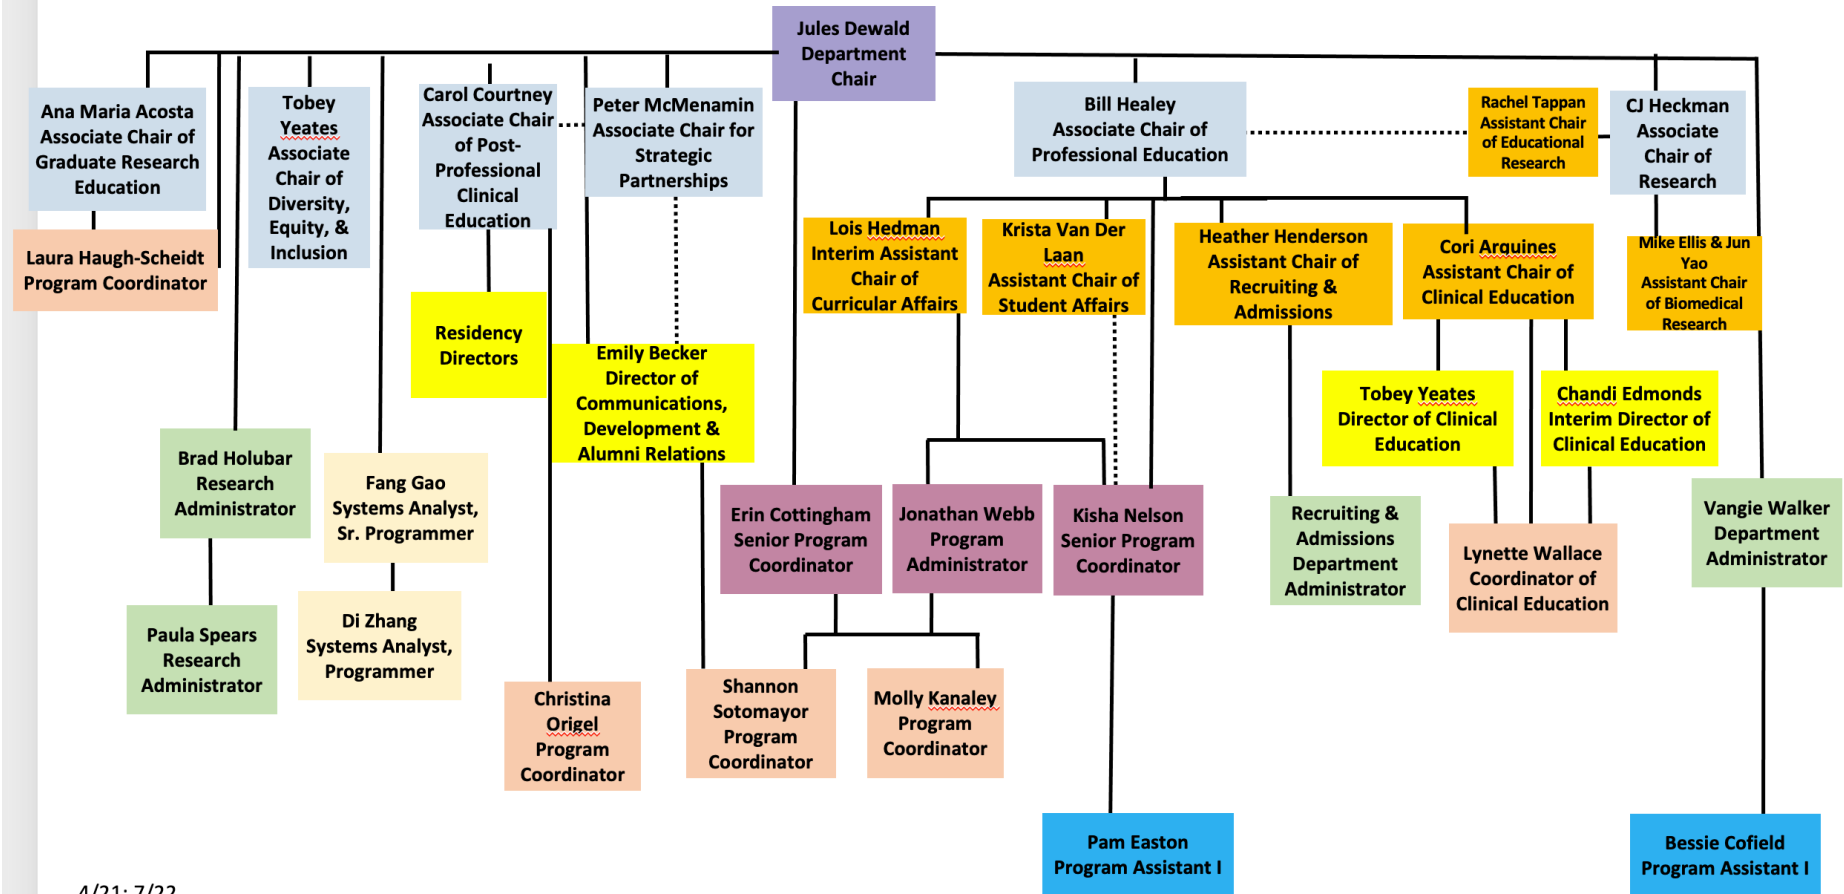 Jules Dewald
Department
Chair
Ana Maria Acosta
Associate Chair of
Graduate Research
Education
Tobey
Yeates
Associate
Chair of
Diversity,
Equity, &
Inclusion
Carol Courtney
Associate Chair
of Post-
Professional
Clinical
Education
Peter McMenamin
Associate Chair for
Strategic
Partnerships
Bill Healey
Associate Chair of
Professional Education
Rachel Tappan
Assistant Chair
of Educational
Research
CJ Heckman
Associate
Chair of
Research
Laura Haugh-Scheidt
Program Coordinator
Lois Hedman
Interim Assistant
Chair of
Curricular Affairs
Krista Van Der
Laan
Assistant Chair of
Student Affairs
Heather Henderson
Assistant Chair of
Recruiting &
Admissions
Cori Arquines
Assistant Chair of
Clinical Education
Mike Ellis & Jun
Yao
Assistant Chair
of Biomedical
Research
Residency
Directors
Emily Becker
Director of
Communications,
Development &
Alumni Relations
Tobey Yeates
Director of Clinical
Education
Chandi Edmonds
Interim Director of
Clinical Education
Brad Holubar
Research
Administrator
Fang Gao
Systems Analyst,
Sr. Programmer
Erin Cottingham
Senior Program
Coordinator
Jonathan Webb
Program
Administrator
Kisha Nelson
Senior Program
Coordinator
Recruiting &
Admissions
Department
Administrator
Lynette Wallace
Coordinator of
Clinical Education
Vangie Walker
Department
Administrator
Paula Spears
Research
Administrator
Di Zhang
Systems Analyst,
Programmer
Christina
Origel
Program
Coordinator
Shannon
Sotomayor
Program
Coordinator
Molly Kanaley
Program
Coordinator
Pam Easton
Program Assistant I
Bessie Cofield
Program Assistant I
4/21; 7/22